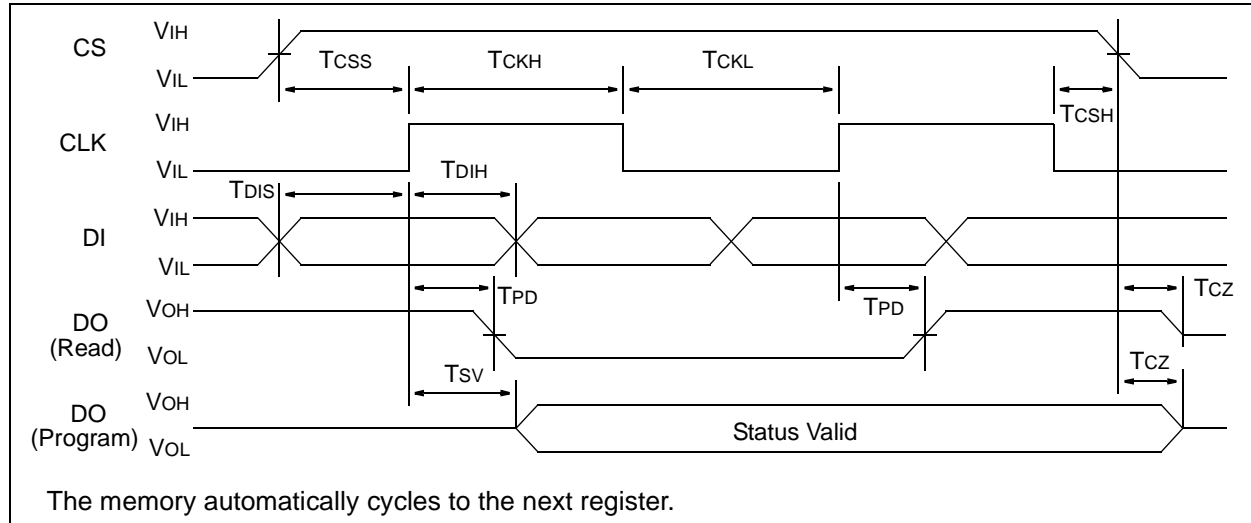 CS
VIH
VIL
TCSS
TCKH
TCKL
TCSH
CLK
VIH
VIL
TDIS
TDIH
DI
VIH
VIL
TPD
TPD
TCZ
DO
(Read)
VOH
VOL
TSV
TCZ
DO
(Program)
VOH
VOL
Status Valid
The memory automatically cycles to the next register.